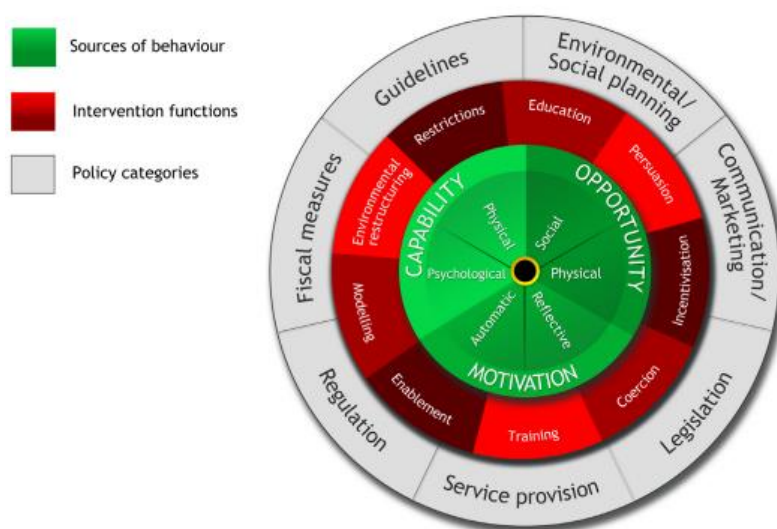 Sources of behaviour
Intervention functions
Policy categories
Guidelines
Environmental/
Social planning
Communication/
Marketing
Legislation
Service provision
Regulation
Fiscal measures
Restrictions
Education
Persuasion
Incentivisation
Coercion
Training
Enablement
Modelling
Environmental
restructuring
CAPABILITY
OPPORTUNITY
MOTIVATION
Physical
Social
Psychological
Physical
Automatic
Reflective